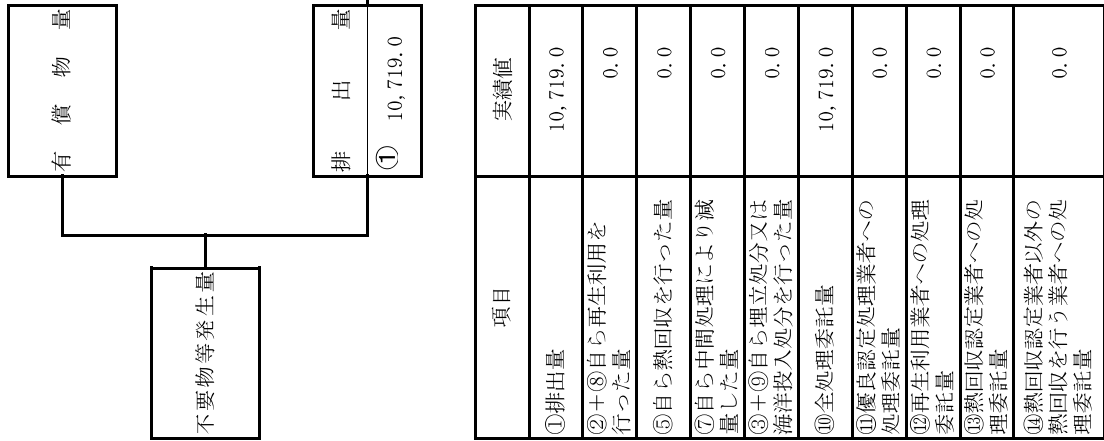 有償物量
不要物等発生量
排出量
① 10,719.0
項目 実績値
①排出量 10,719.0
②+⑧自ら再生利用を
行った量 0.0
⑤自ら熱回収を行った量 0.0
⑦自ら中間処理により減
量した量 0.0
③+⑨自ら埋立処分又は
海洋投入処分を行った量 0.0
⑩全処理委託量 10,719.0
⑪優良認定処理業者への
処理委託量 0.0
⑫再生利用業者への処理
委託量 0.0
⑬熱回収認定業者への処
理委託量 0.0
⑭熱回収認定業者以外の
熱回収を行う業者への処
理委託量 0.0